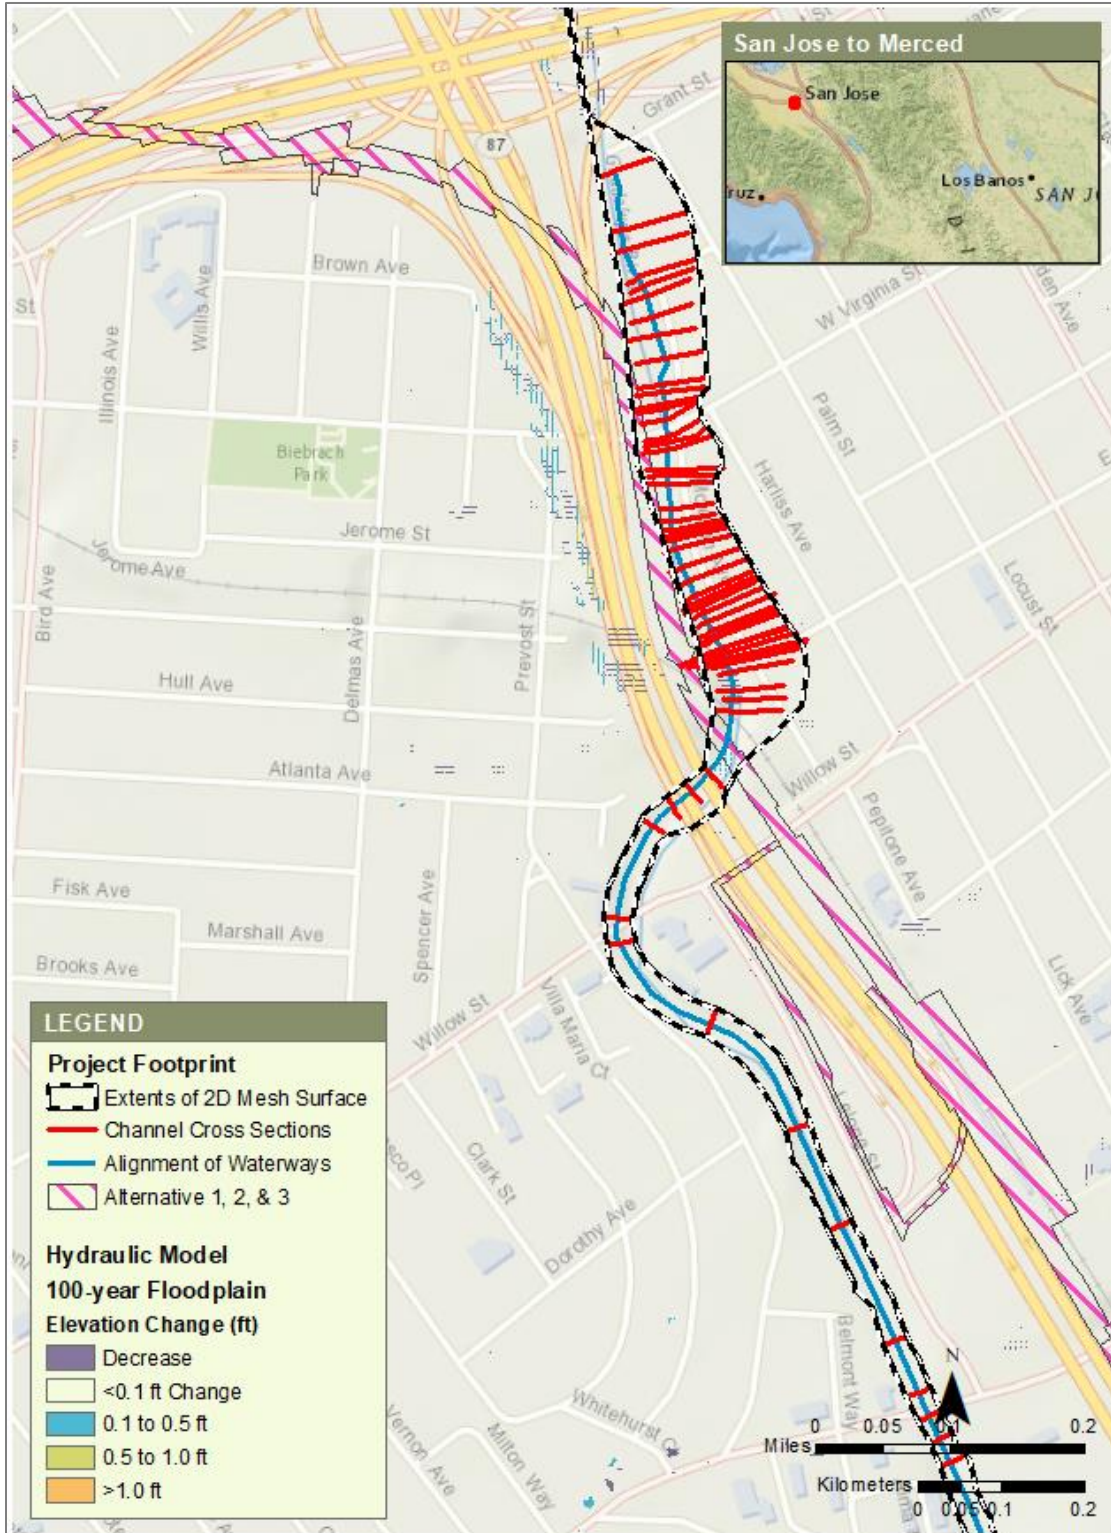 San Jose to Merced
San Jose
Los Banos
SAN J
ruz
D I
87
Grant St
Brown Ave
St
Willis Ave
Illinois Ave
W Virginia St
Palm St
Biebrach
Park
Harliss Ave
Jerome St
Jerome Ave
Bird Ave
Locust St
Prevost St
Delmas Ave
Hull Ave
Atlanta Ave
Willow St
Pepitone Ave
Fisk Ave
Spencer Ave
Marshall Ave
Brooks Ave
Lick Ave
Villa Maria Ct
Willow St
Lelong St
Clark St
Dorothy Ave
Belmont Way
Whitehurst C
Vernon Ave
Milton Way
LEGEND
Project Footprint
Extents of 2D Mesh Surface
Channel Cross Sections
Alignment of Waterways
Alternative 1, 2, & 3
Hydraulic Model
100-year Floodplain
Elevation Change (ft)
Decrease
<0.1 ft Change
0.1 to 0.5 ft
0.5 to 1.0 ft
>1.0 ft
N
0 0.05 0.1 0.2
Miles
Kilometers
0 0.05 0.1 0.2